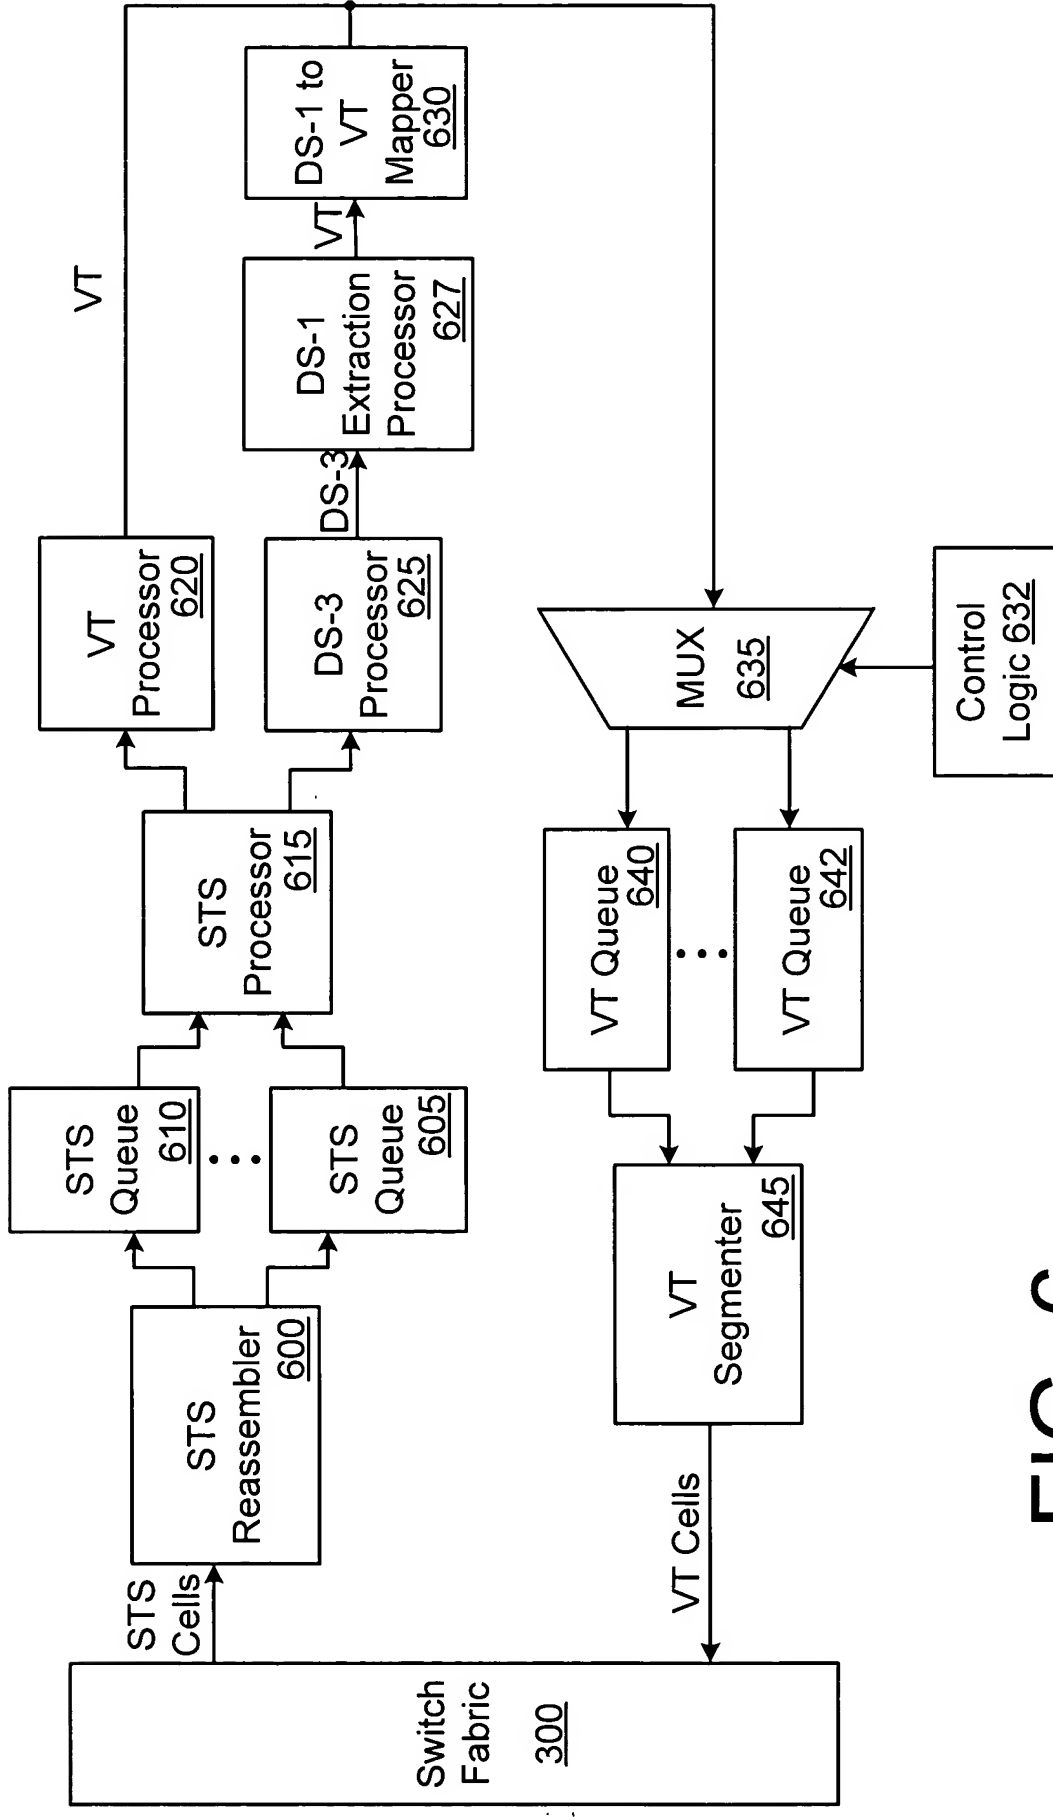 Switch
Fabric
300
STS
Cells
STS
Reassembler
600
STS
Queue
610
STS
Queue
605
STS
Processor
615
VT
Processor
620
DS-3
Processor
625
DS-3
DS-1
Extraction
Processor
627
VT
DS-1 to
VT
Mapper
630
VT
MUX
635
Control
Logic 632
VT Queue
640
VT Queue
642
VT
Segmenter
645
VT Cells